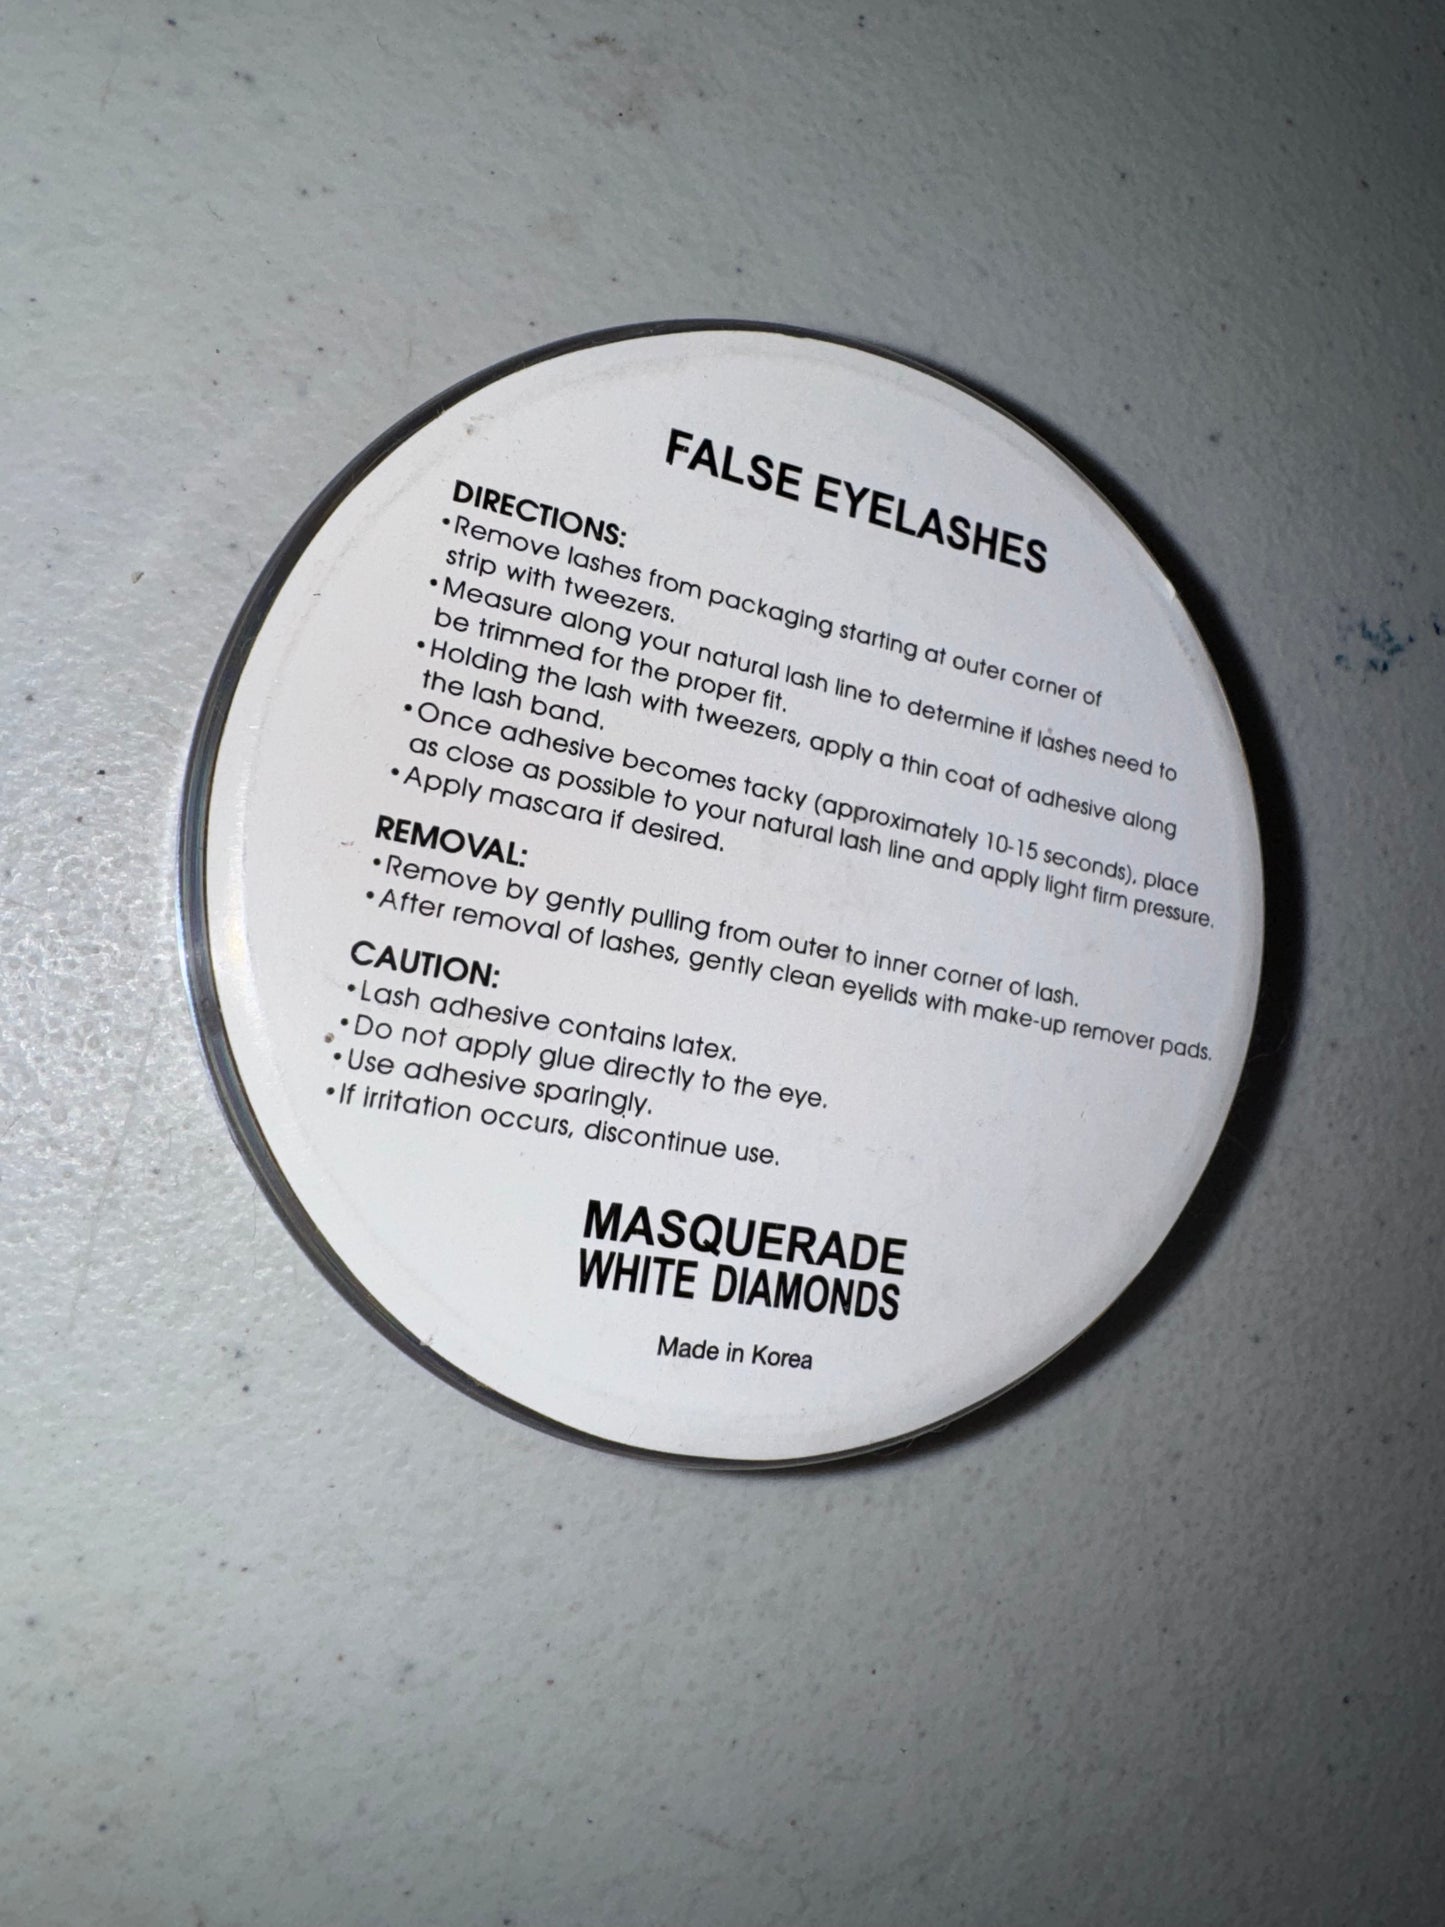 FALSE EYELASHES
DIRECTIONS:
•Remove lashes from packaging starting at outer corner of
strip with tweezers.
•Measure along your natural lash line to determine if lashes need to
be trimmed for the proper fit.
•Holding the lash with tweezers, apply a thin coat of adhesive along
the lash band.
•Once adhesive becomes tacky (approximately 10-15 seconds), place
as close as possible to your natural lash line and apply light firm pressure.
•Apply mascara if desired.
REMOVAL:
•Remove by gently pulling from outer to inner corner of lash.
•After removal of lashes, gently clean eyelids with make-up remover pads.
CAUTION:
•Lash adhesive contains latex.
•Do not apply glue directly to the eye.
•Use adhesive sparingly.
•If irritation occurs, discontinue use.
MASQUERADE
WHITE DIAMONDS
Made in Korea